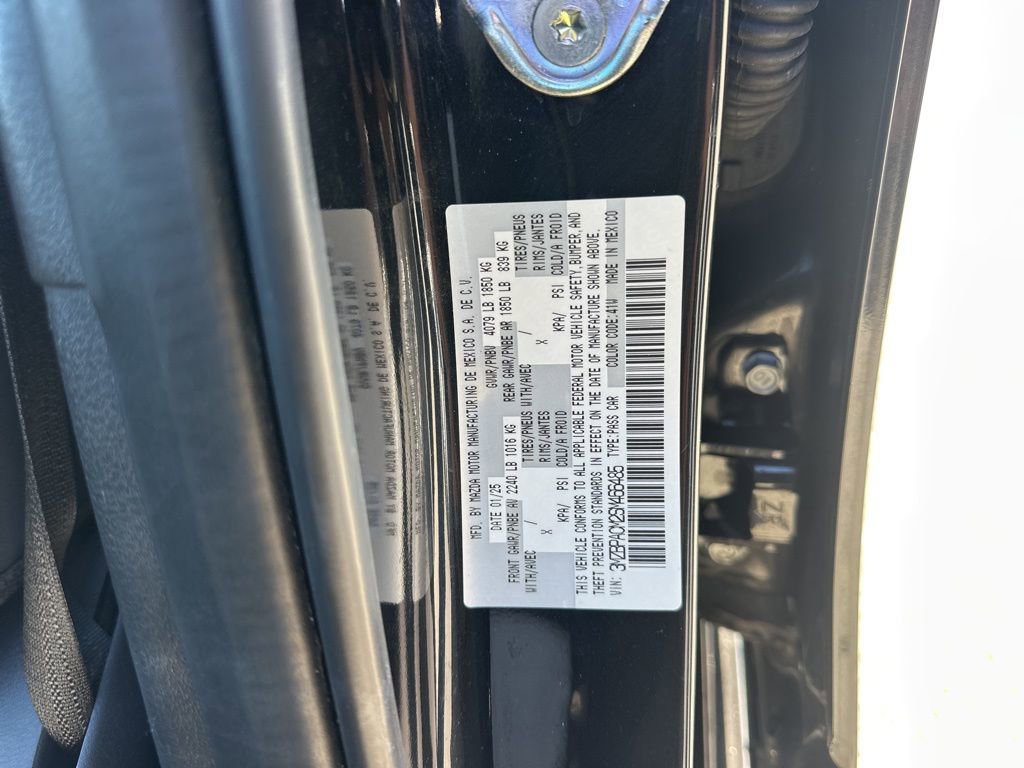 MFD. BY MAZDA MOTOR MANUFACTURING DE MEXICO S.A. DE C.V.
DATE 01/25 GVWR/PNBV 4079 LB 1850 KG
FRONT GAWR/PNBE AV 2240 LB 1016 KG REAR GAWR/PNBE AR 1850 LB 839 KG
WITH/AVEC / TIRES/PNEUS WITH/AVEC / TIRES/PNEUS
X RIMS/JANTES X RIMS/JANTES
KPA/ PSI COLD/A FROID KPA/ PSI COLD/A FROID
THIS VEHICLE CONFORMS TO ALL APPLICABLE FEDERAL MOTOR VEHICLE SAFETY, BUMPER, AND
THEFT PREVENTION STANDARDS IN EFFECT ON THE DATE OF MANUFACTURE SHOWN ABOVE.
VIN: 3MZBPACM2SM466485 TYPE:PASS CAR COLOR CODE:41W MADE IN MEXICO